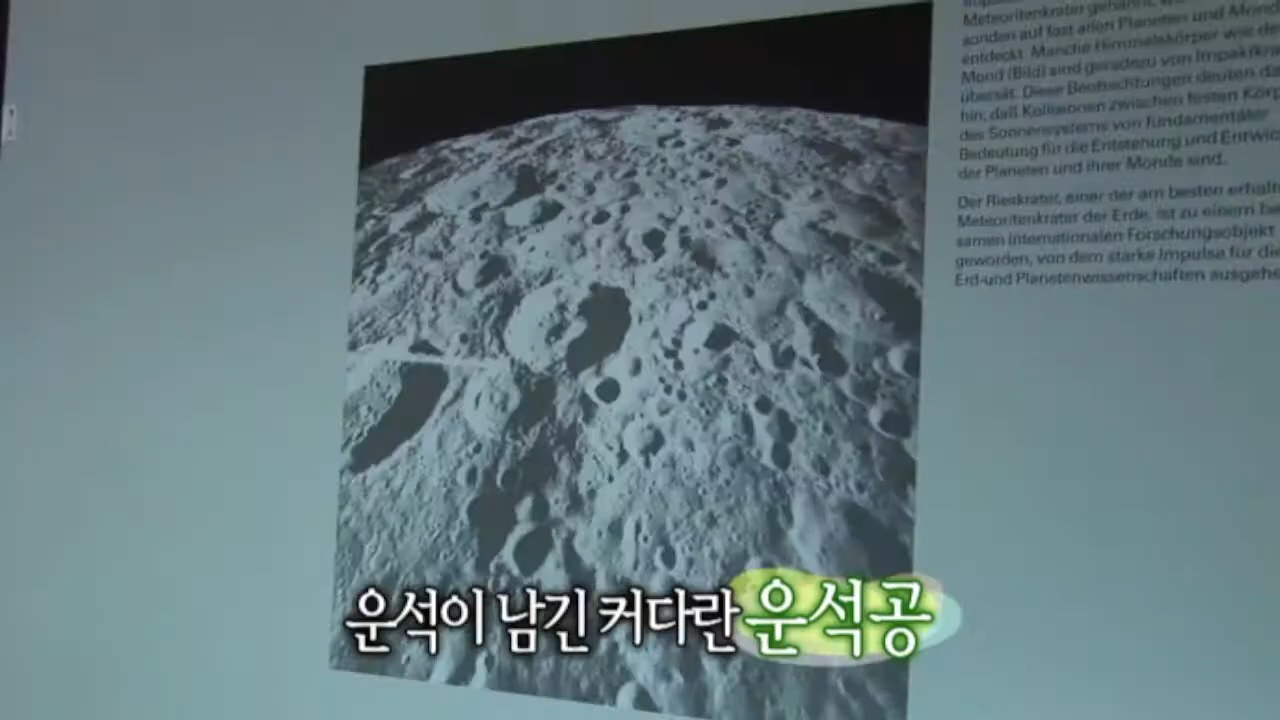 Meteoritenkrater
sonden auf fast allen Planeten und Mond
entdeckt. Manche Himmelskörper wie de
Mond (Bild) sind geradezu von Impaktkra
übersät. Diese Beobachtungen deuten da
hin, daß Kollisionen zwischen festen Körp
des Sonnensystems von fundamentaler
Bedeutung für die Entstehung und Entwic
der Planeten und ihrer Monde sind.
Der Rieskrater, einer der am besten erhalt
Meteoritenkrater der Erde, ist zu einem be
samen internationalen Forschungsobjekt
geworden, von dem starke Impulse für die
Erd-und Planetenwissenschaften ausgehe
운석이 남긴 커다란 운석공